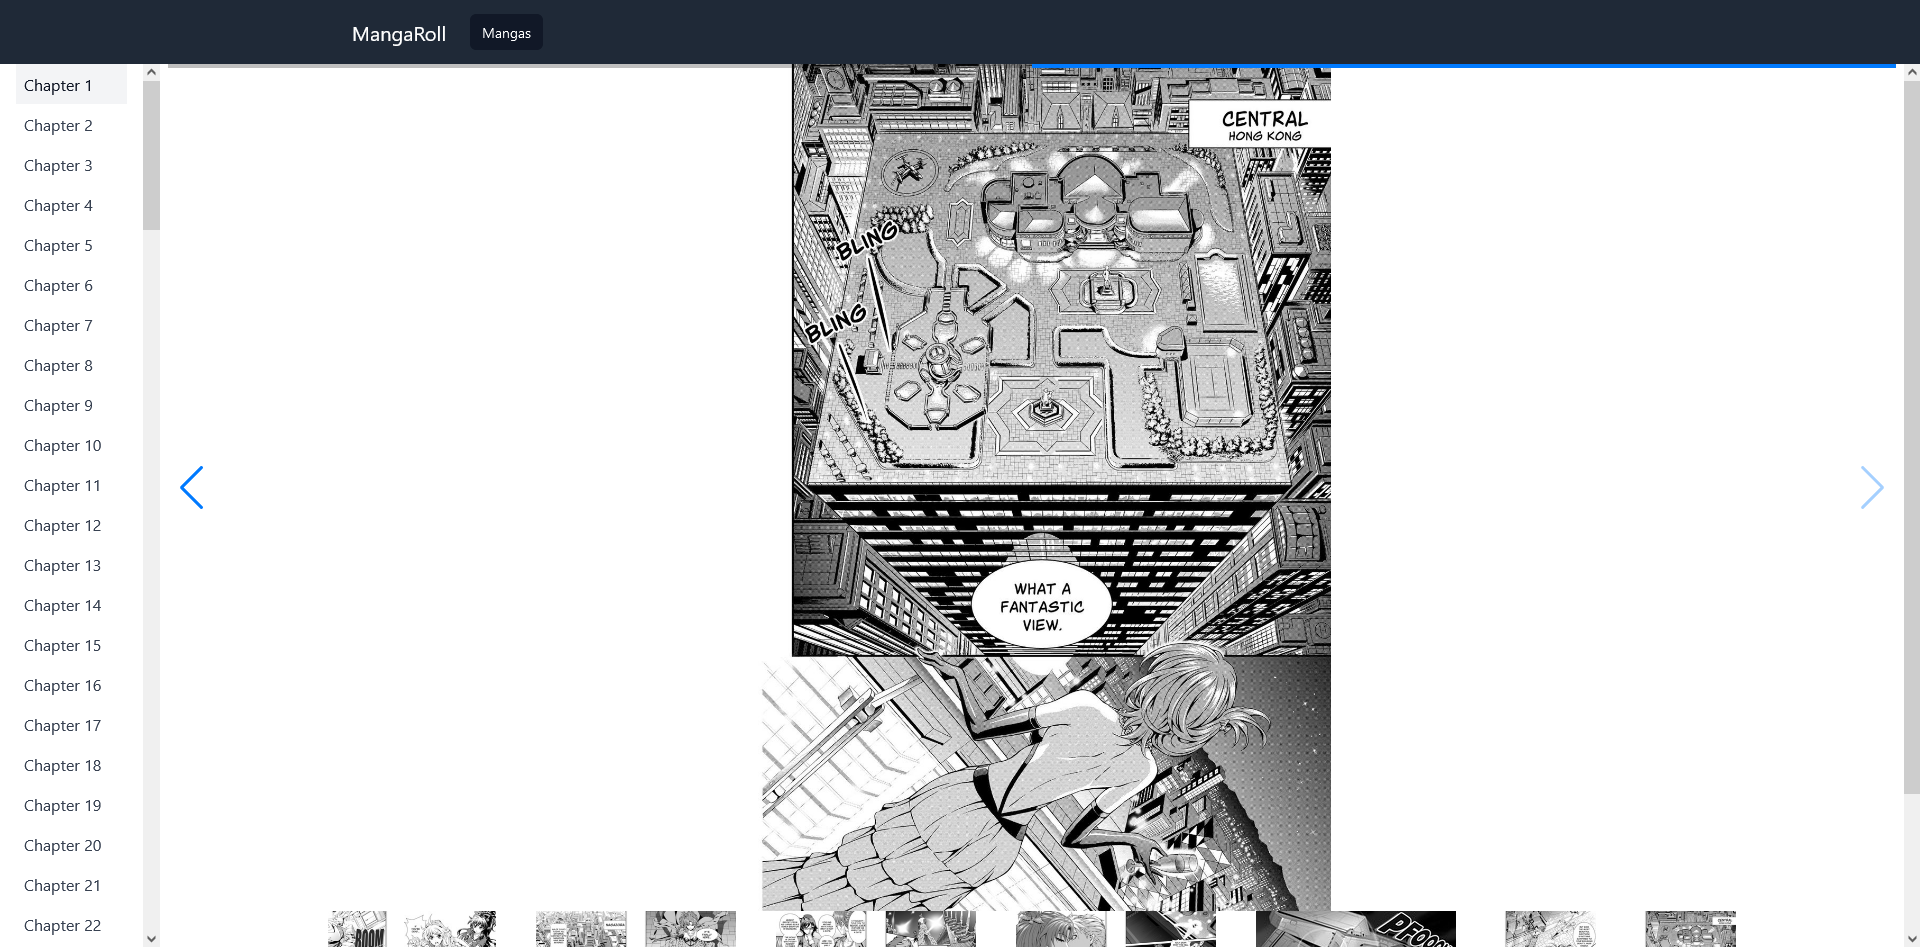 MangaRoll
Mangas
Chapter 1
Chapter 2
Chapter 3
Chapter 4
Chapter 5
Chapter 6
Chapter 7
Chapter 8
Chapter 9
Chapter 10
Chapter 11
Chapter 12
Chapter 13
Chapter 14
Chapter 15
Chapter 16
Chapter 17
Chapter 18
Chapter 19
Chapter 20
Chapter 21
Chapter 22
CENTRAL
HONG KONG
BLING
BLING
WHAT A
FANTASTIC
VIEW.
BOOM